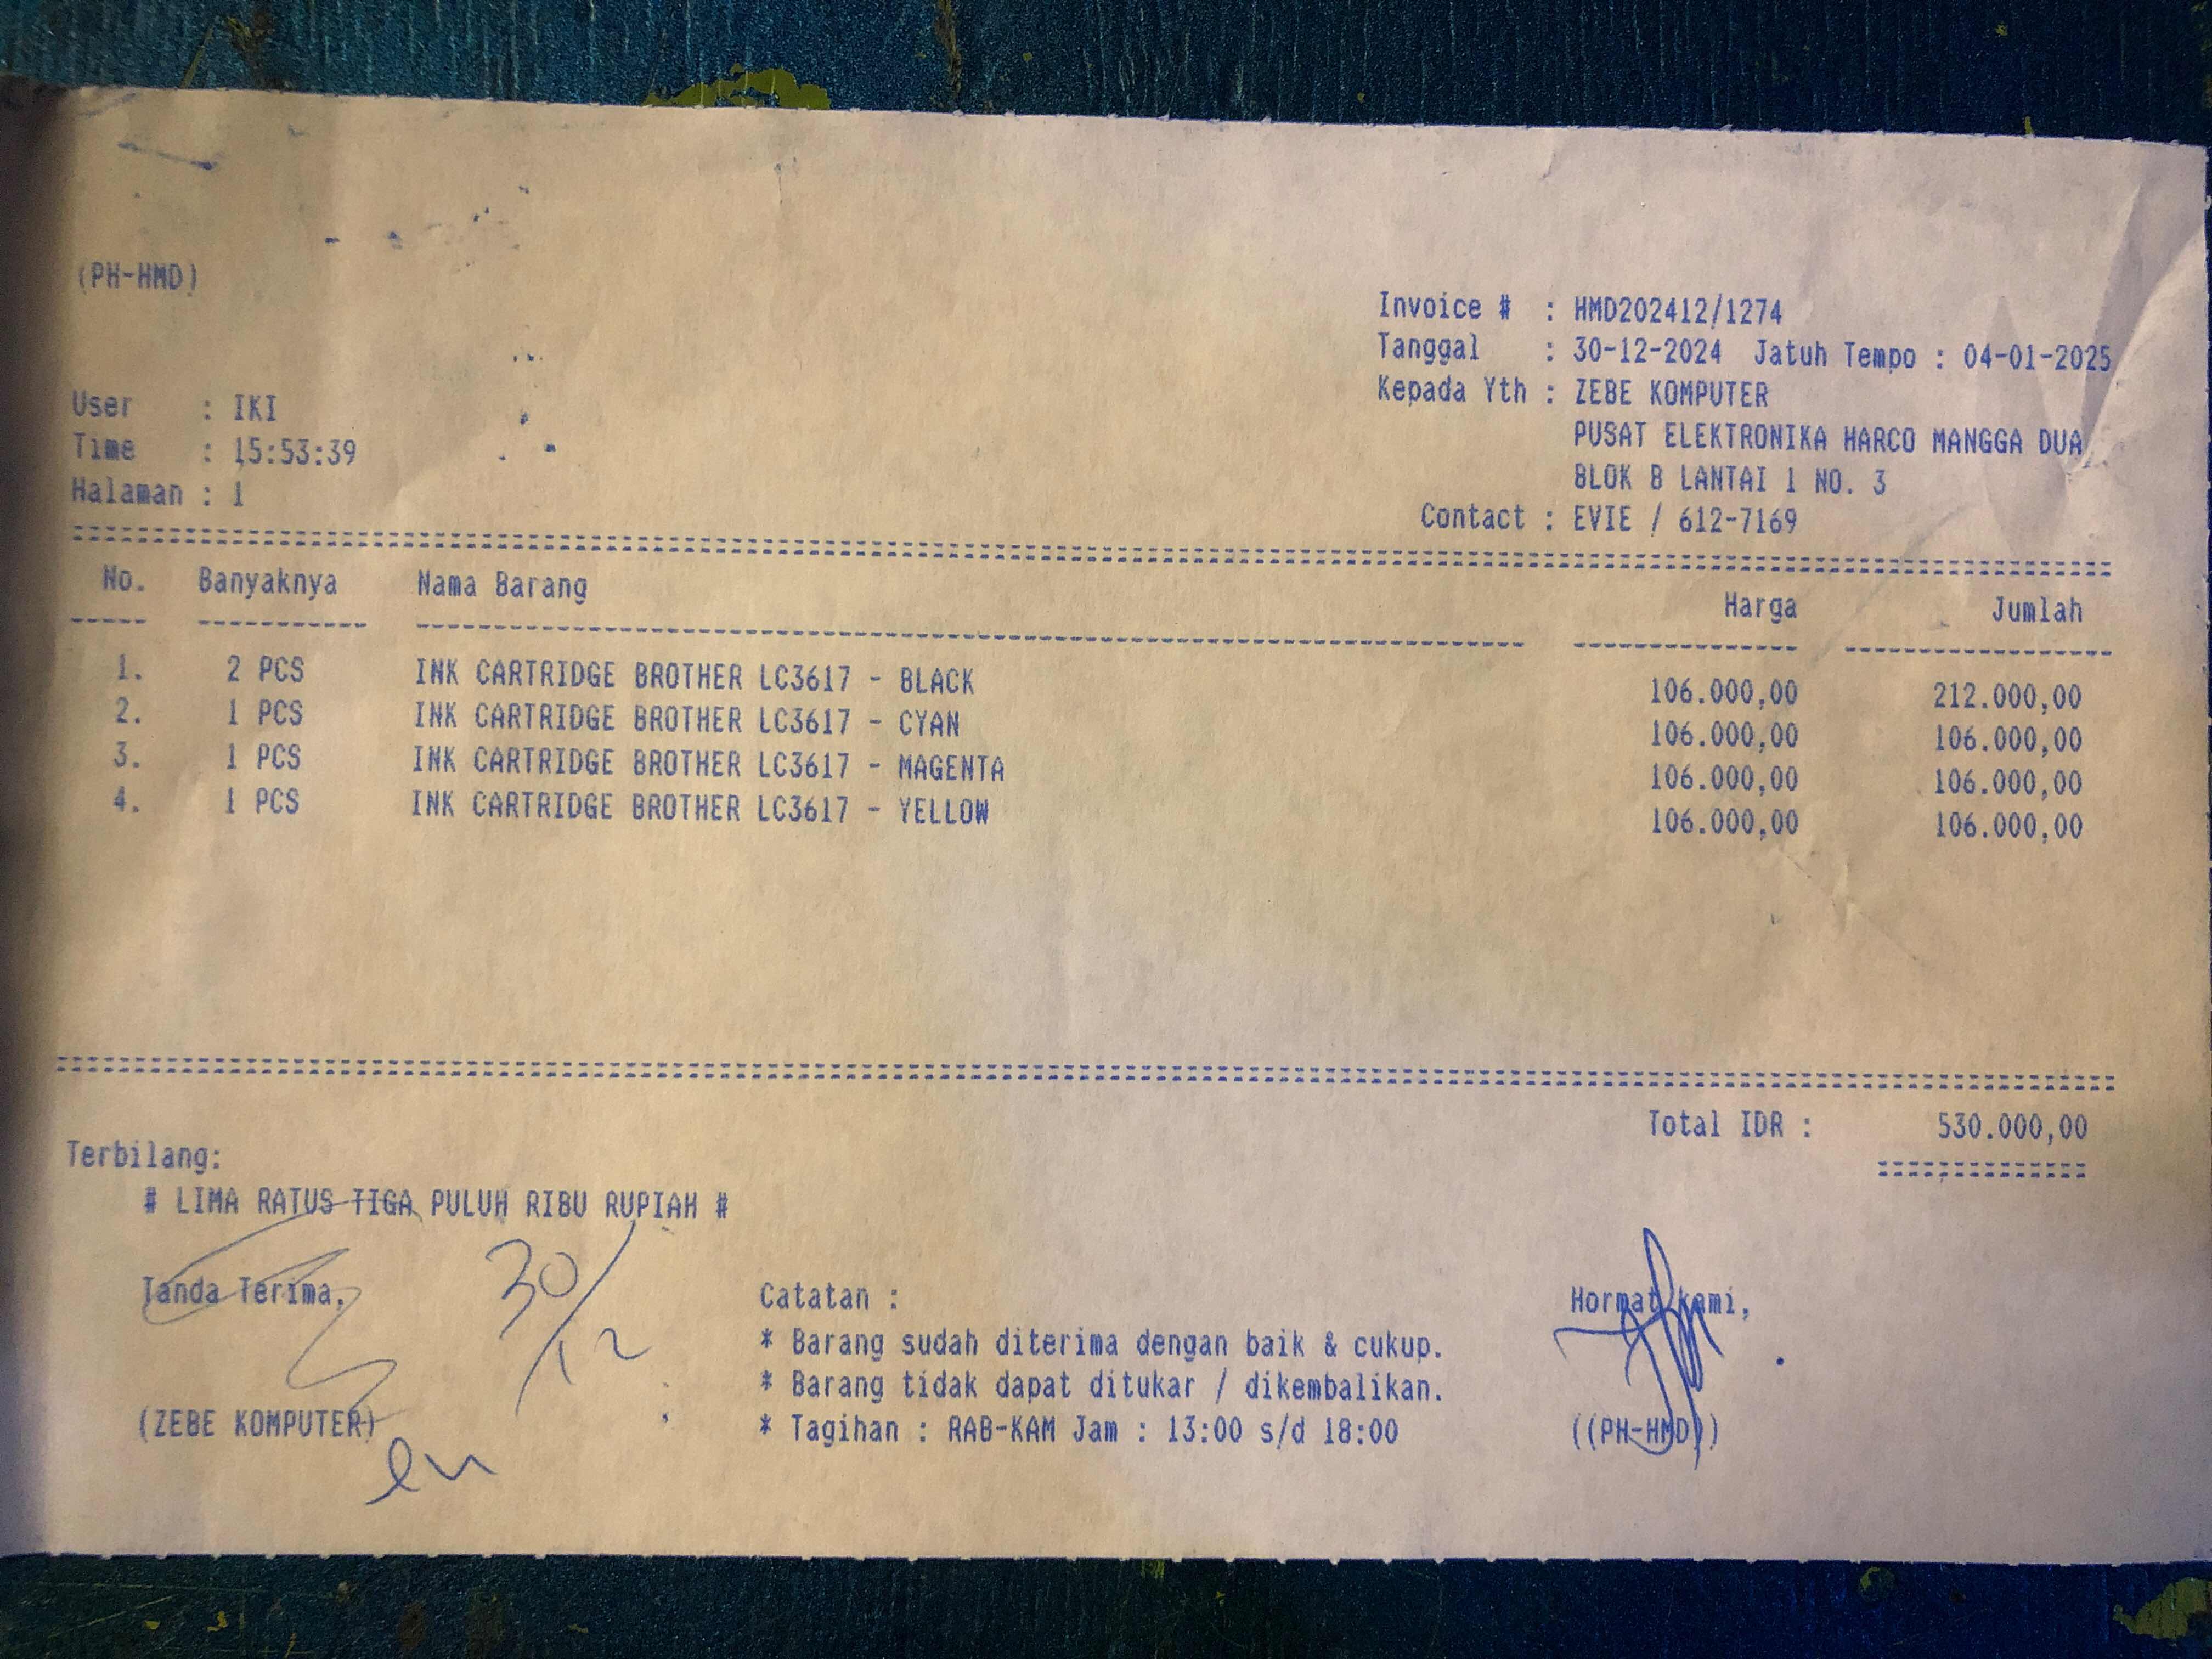 (PH-HMD)
Invoice # : HMD202412/1274
Tanggal : 30-12-2024 Jatuh Tempo : 04-01-2025
Kepada Yth : ZEBE KOMPUTER
PUSAT ELEKTRONIKA HARCO MANGGA DUA
BLOK B LANTAI 1 NO. 3
Contact : EVIE / 612-7169
User : IKI
Time : 15:53:39
Halaman : 1
No. Banyaknya Nama Barang Harga Jumlah
1. 2 PCS INK CARTRIDGE BROTHER LC3617 - BLACK 106.000,00 212.000,00
2. 1 PCS INK CARTRIDGE BROTHER LC3617 - CYAN 106.000,00 106.000,00
3. 1 PCS INK CARTRIDGE BROTHER LC3617 - MAGENTA 106.000,00 106.000,00
4. 1 PCS INK CARTRIDGE BROTHER LC3617 - YELLOW 106.000,00 106.000,00
Total IDR : 530.000,00
Terbilang:
# LIMA RATUS TIGA PULUH RIBU RUPIAH #
Tanda Terima,
30/12
(ZEBE KOMPUTER)
Catatan :
* Barang sudah diterima dengan baik & cukup.
* Barang tidak dapat ditukar / dikembalikan.
* Tagihan : RAB-KAM Jam : 13:00 s/d 18:00
Hormat kami,
((PH-HMD))